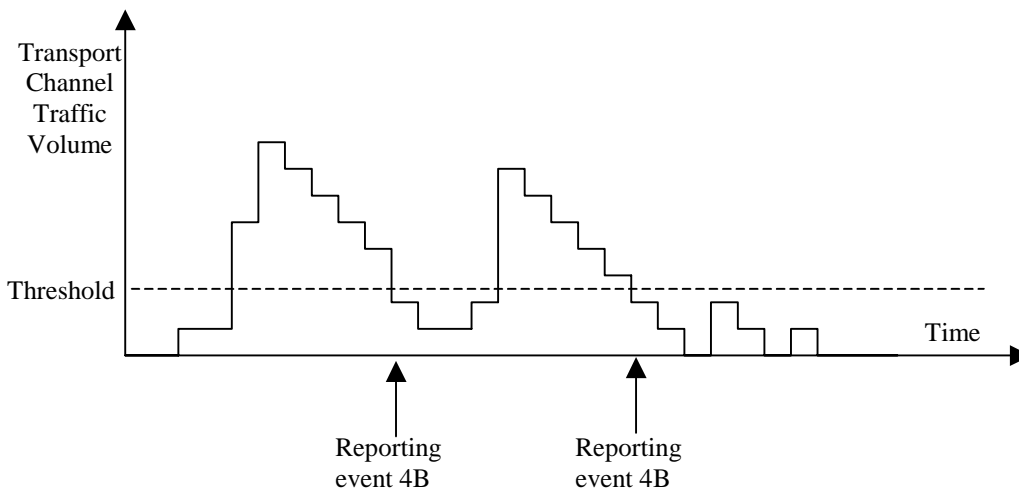 Transport
Channel
Traffic
Volume
Threshold
Time
Reporting
event 4B
Reporting
event 4B